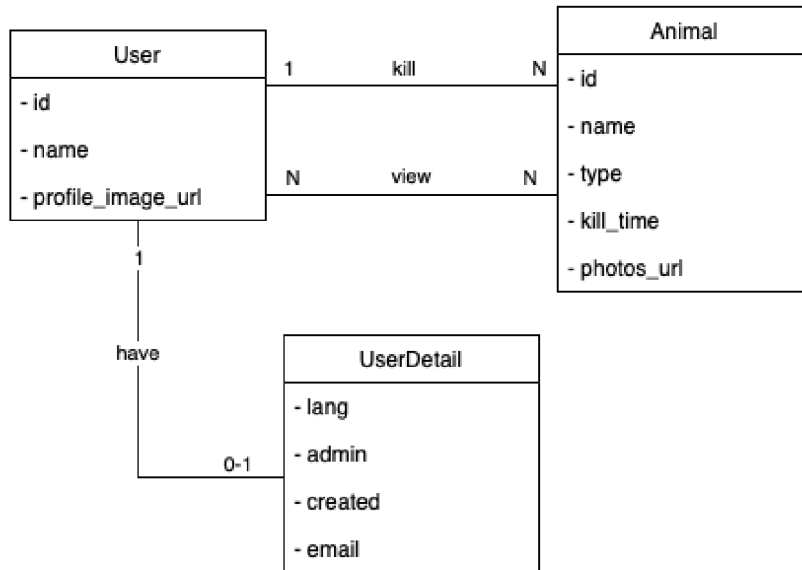 User
- id
- name
- profile_image_url
1 kill N
N view N
Animal
- id
- name
- type
- kill_time
- photos_url
1
have
0-1
UserDetail
- lang
- admin
- created
- email